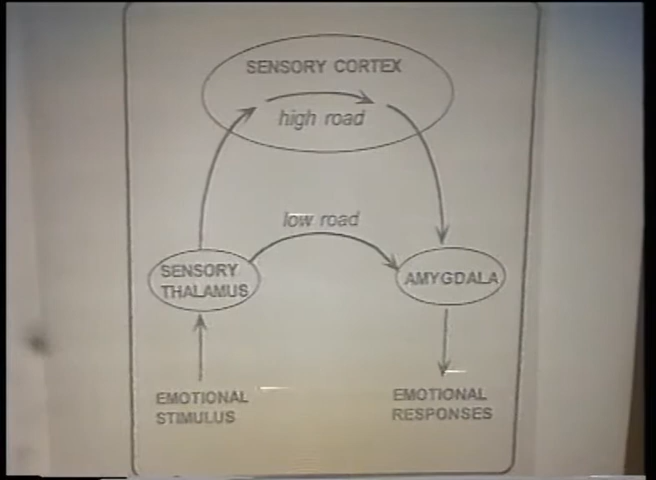 SENSORY CORTEX
high road
low road
SENSORY
THALAMUS
AMYGDALA
EMOTIONAL
STIMULUS
EMOTIONAL
RESPONSES